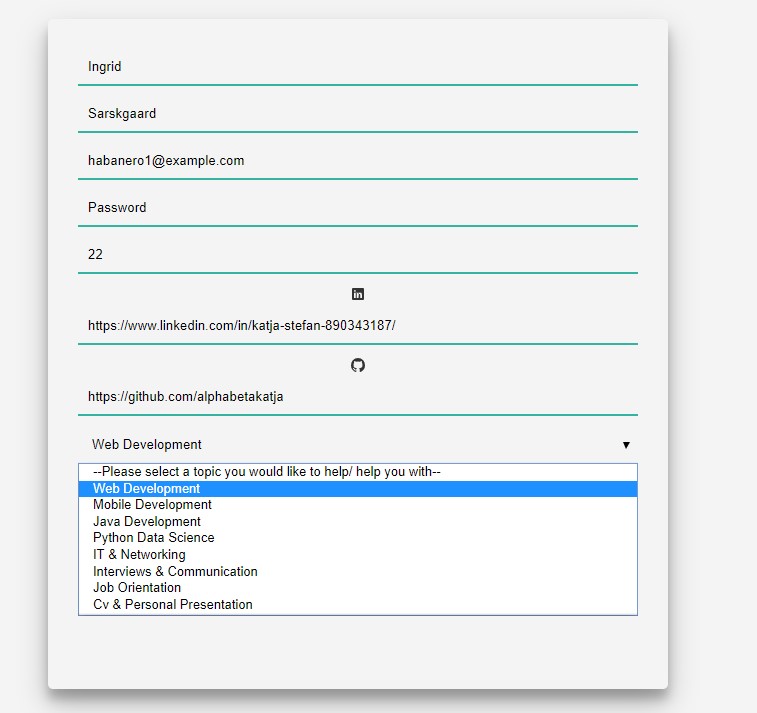 Ingrid
Sarskgaard
habanero1@example.com
Password
22
in
https://www.linkedin.com/in/katja-stefan-890343187/
https://github.com/alphabetakatja
Web Development
--Please select a topic you would like to help/ help you with--
Web Development
Mobile Development
Java Development
Python Data Science
IT & Networking
Interviews & Communication
Job Orientation
Cv & Personal Presentation